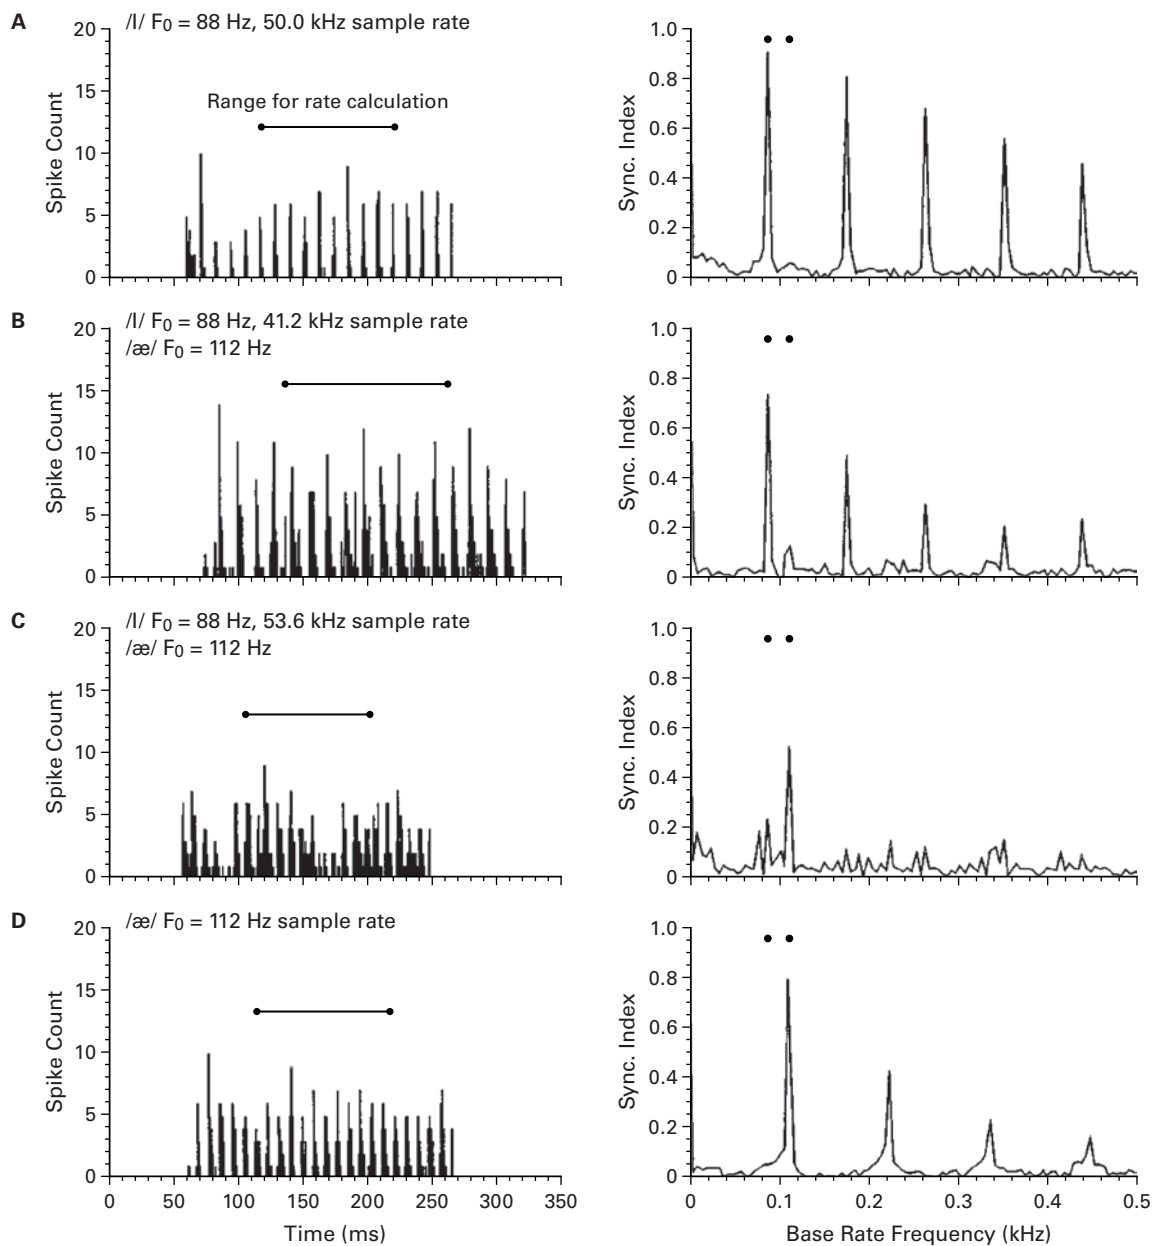 A
/I/ F0 = 88 Hz, 50.0 kHz sample rate
Range for rate calculation
Spike Count
20
15
10
5
0
Sync. Index
1.0
0.8
0.6
0.4
0.2
0
B
/I/ F0 = 88 Hz, 41.2 kHz sample rate
/æ/ F0 = 112 Hz
Spike Count
20
15
10
5
0
Sync. Index
1.0
0.8
0.6
0.4
0.2
0
C
/I/ F0 = 88 Hz, 53.6 kHz sample rate
/æ/ F0 = 112 Hz
Spike Count
20
15
10
5
0
Sync. Index
1.0
0.8
0.6
0.4
0.2
0
D
/æ/ F0 = 112 Hz sample rate
Spike Count
20
15
10
5
0
0 50 100 150 200 250 300 350
Time (ms)
Sync. Index
1.0
0.8
0.6
0.4
0.2
0
0 0.1 0.2 0.3 0.4 0.5
Base Rate Frequency (kHz)